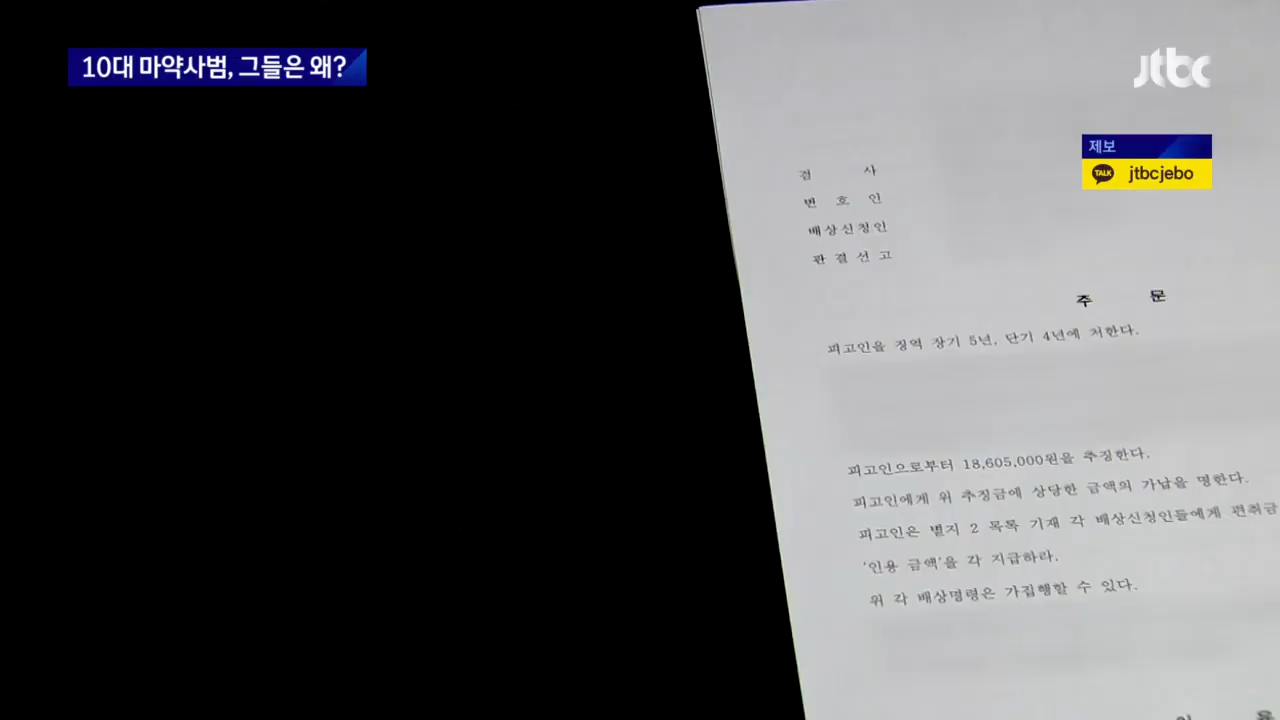 10대 마약사범, 그들은 왜?
jtbc
제보
TALK jtbcjebo
검 사
변 호 인
배상신청인
판 결 선 고
주 문
피고인을 징역 장기 5년, 단기 4년에 처한다.
피고인으로부터 18,605,000원을 추징한다.
피고인에게 위 추징금에 상당한 금액의 가납을 명한다.
피고인은 별지 2 목록 기재 각 배상신청인들에게 편취금
'인용 금액'을 각 지급하라.
위 각 배상명령은 가집행할 수 있다.